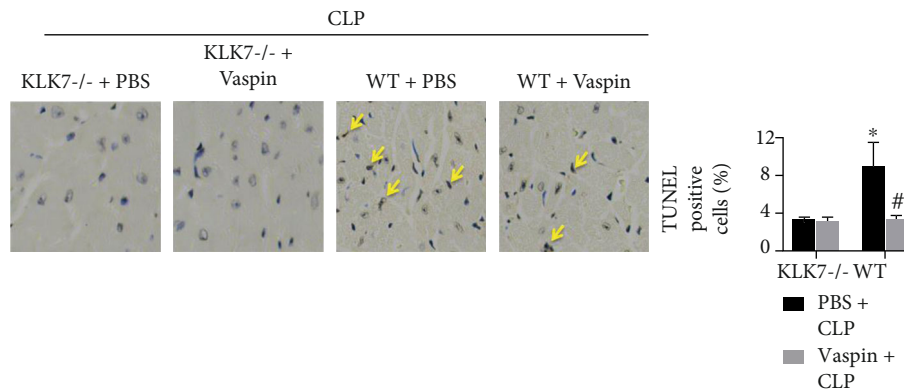 CLP
KLK7-/- + PBS
KLK7-/- +
Vaspin
WT + PBS
WT + Vaspin
TUNEL
positive
cells (%)
12
8
4
0
*
#
KLK7-/- WT
PBS +
CLP
Vaspin +
CLP